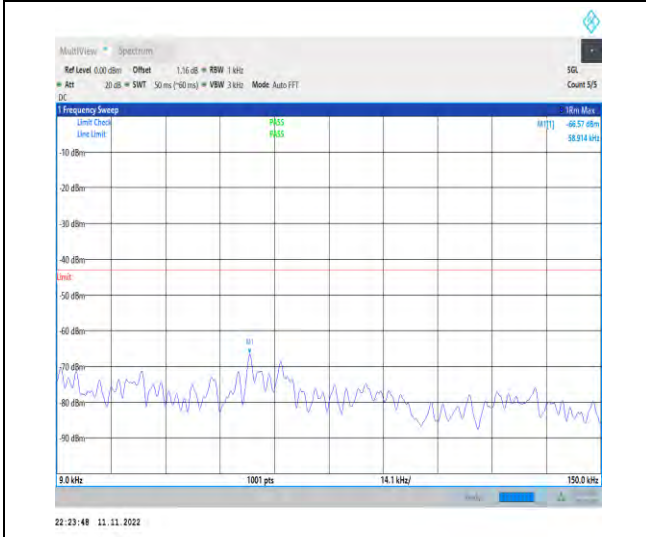 MultiView Spectrum
Ref Level 0.00 dBm Offset 1.16 dB RBW 1 kHz SGL
Att 20 dB SWT 50 ms (~60 ms) VBW 3 kHz Mode Auto FFT Count 5/5
DC
1 Frequency Sweep 1Rm Max
Limit Check PASS M1[1] -66.57 dBm
Line Limit PASS 58.914 kHz
-10 dBm
-20 dBm
-30 dBm
-40 dBm
Limit
-50 dBm
-60 dBm
M1
-70 dBm
-80 dBm
-90 dBm
9.0 kHz 1001 pts 14.1 kHz/ 150.0 kHz
Ready
22:23:48 11.11.2022